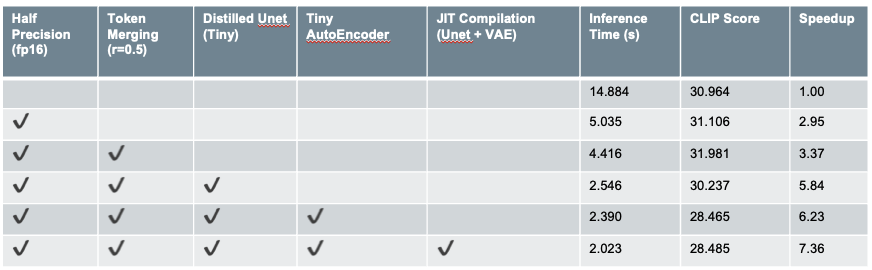 Half Precision (fp16) Token Merging (r=0.5) Distilled Unet (Tiny) Tiny AutoEncoder JIT Compilation (Unet + VAE) Inference Time (s) CLIP Score Speedup
14.884 30.964 1.00
✓ 5.035 31.106 2.95
✓ ✓ 4.416 31.981 3.37
✓ ✓ ✓ 2.546 30.237 5.84
✓ ✓ ✓ ✓ 2.390 28.465 6.23
✓ ✓ ✓ ✓ ✓ 2.023 28.485 7.36